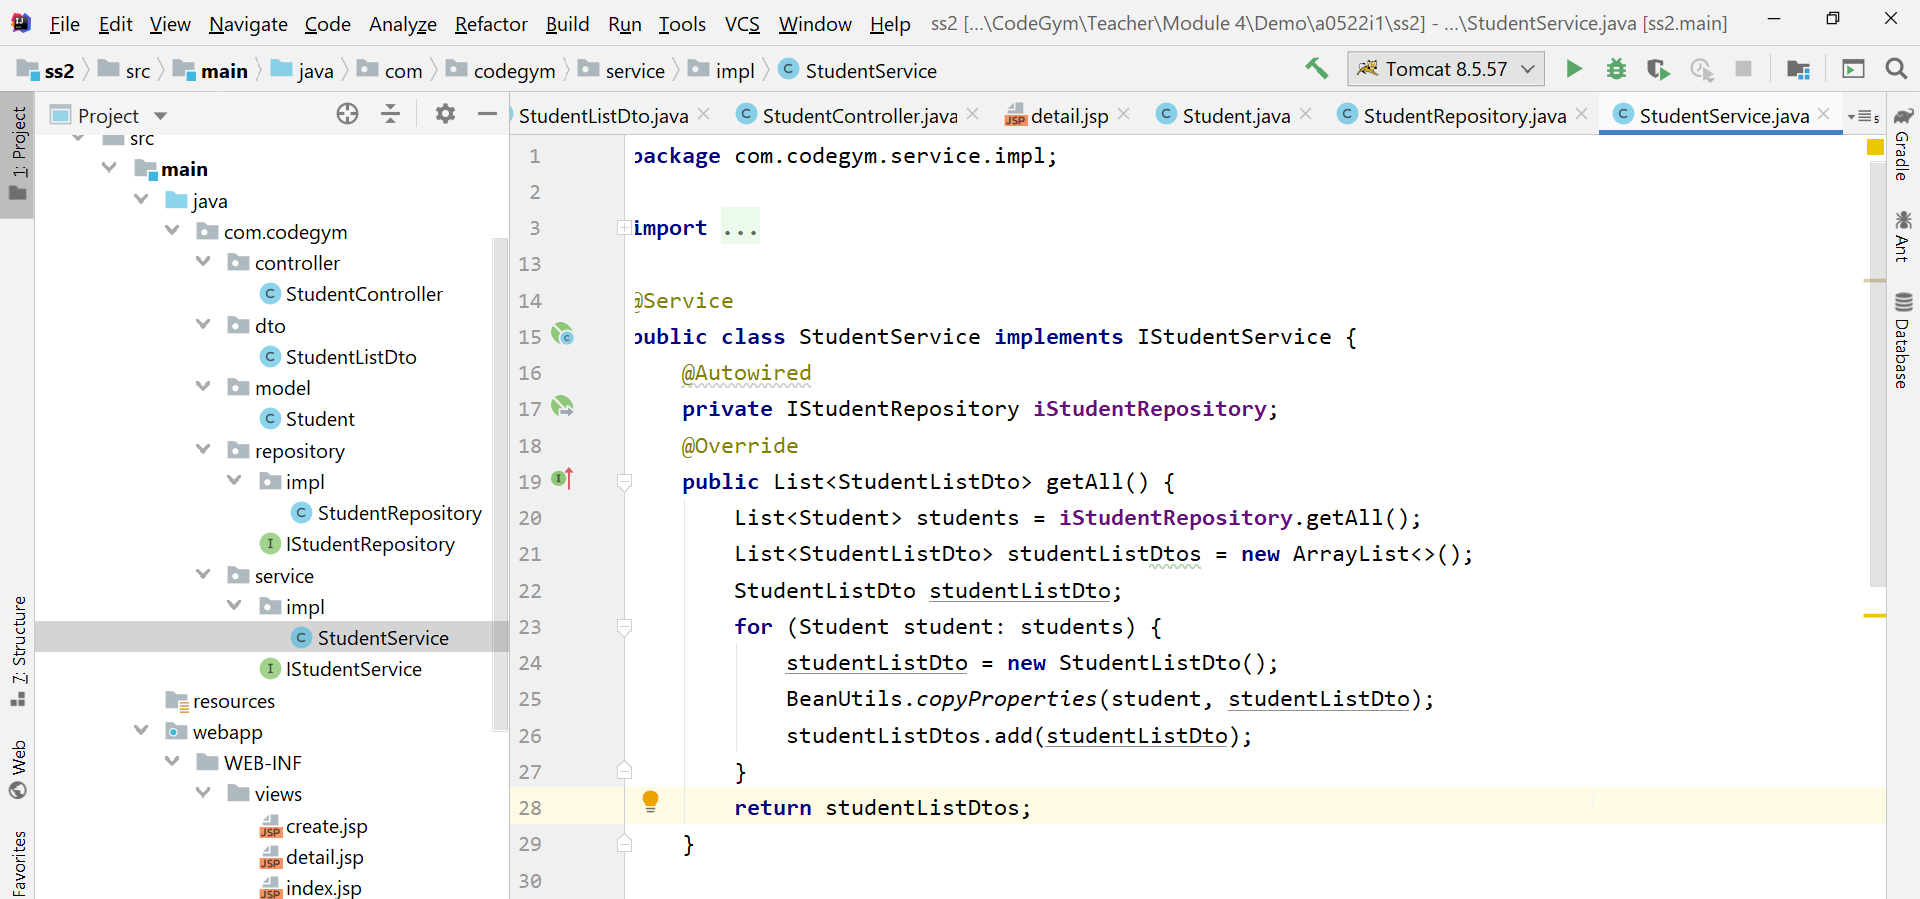 File Edit View Navigate Code Analyze Refactor Build Run Tools VCS Window Help ss2 [...\CodeGym\Teacher\Module 4\Demo\a0522i1\ss2] - ...\StudentService.java [ss2.main]
ss2 src main java com codegym service impl C StudentService Tomcat 8.5.57
Project
StudentListDto.java C StudentController.java JSP detail.jsp C Student.java C StudentRepository.java C StudentService.java 5
1: Project
7: Structure
Web
Favorites
src
main
java
com.codegym
controller
C StudentController
dto
C StudentListDto
model
C Student
repository
impl
C StudentRepository
I IStudentRepository
service
impl
C StudentService
I IStudentService
resources
webapp
WEB-INF
views
JSP create.jsp
JSP detail.jsp
JSP index.jsp
1 package com.codegym.service.impl;
2
3 import ...
13
14 @Service
15 public class StudentService implements IStudentService {
16 @Autowired
17 private IStudentRepository iStudentRepository;
18 @Override
19 public List<StudentListDto> getAll() {
20 List<Student> students = iStudentRepository.getAll();
21 List<StudentListDto> studentListDtos = new ArrayList<>();
22 StudentListDto studentListDto;
23 for (Student student: students) {
24 studentListDto = new StudentListDto();
25 BeanUtils.copyProperties(student, studentListDto);
26 studentListDtos.add(studentListDto);
27 }
28 return studentListDtos;
29 }
30
Gradle
Ant
Database